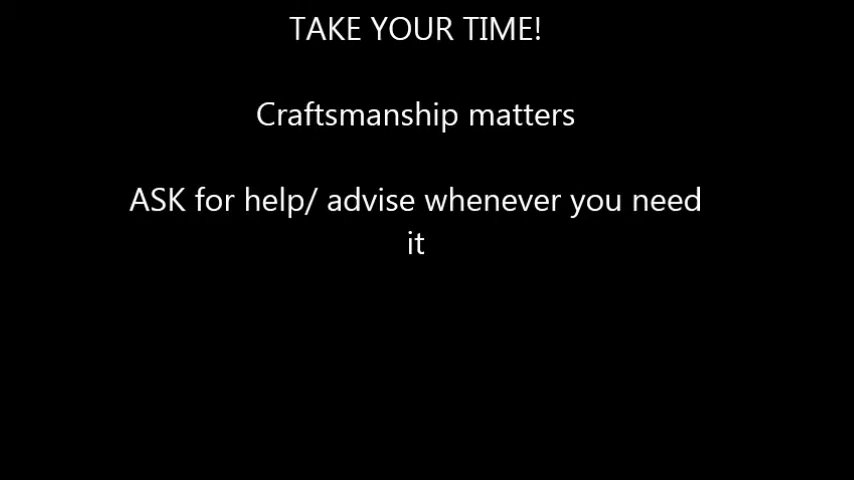 TAKE YOUR TIME!
Craftsmanship matters
ASK for help/ advise whenever you need
it